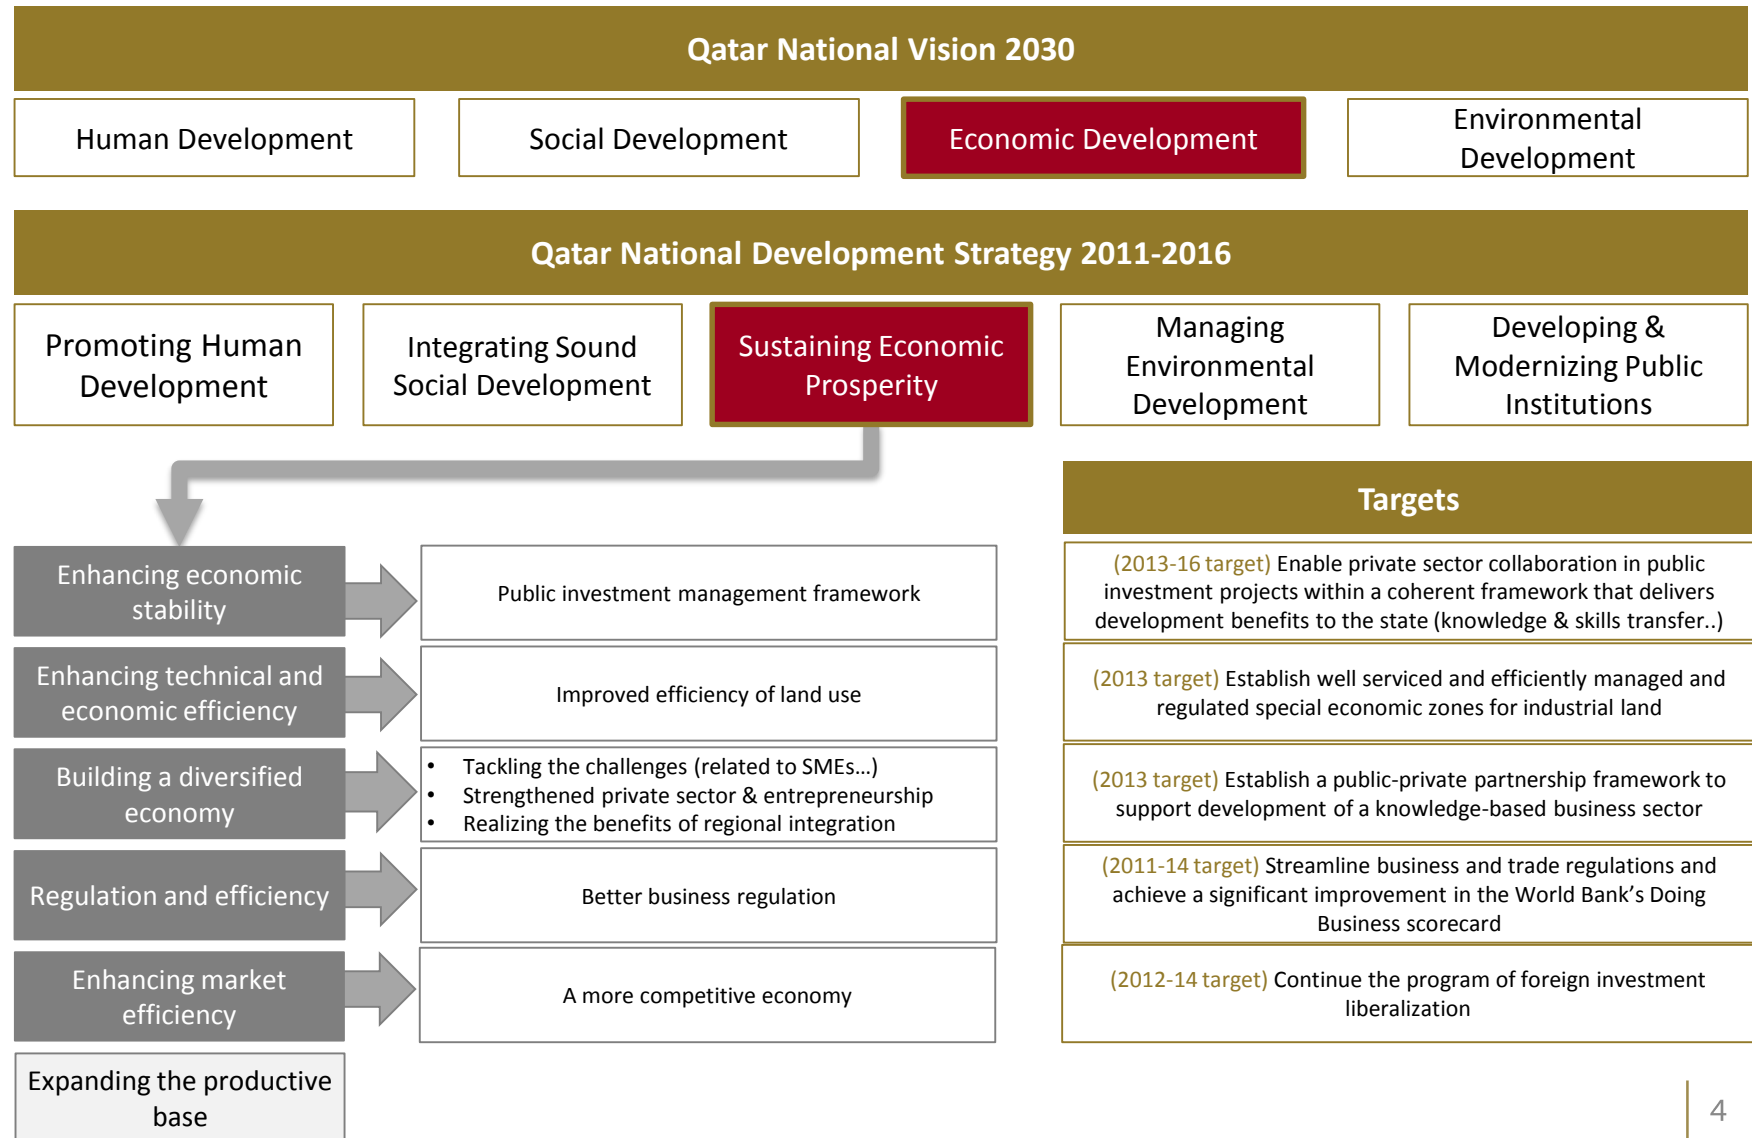 Qatar National Vision 2030
Human Development
Social Development
Economic Development
Environmental
Development
Qatar National Development Strategy 2011-2016
Promoting Human
Development
Integrating Sound
Social Development
Sustaining Economic
Prosperity
Managing
Environmental
Development
Developing &
Modernizing Public
Institutions
Targets
Enhancing economic
stability
Public investment management framework
(2013-16 target) Enable private sector collaboration in public
investment projects within a coherent framework that delivers
development benefits to the state (knowledge & skills transfer..)
Enhancing technical and
economic efficiency
Improved efficiency of land use
(2013 target) Establish well serviced and efficiently managed and
regulated special economic zones for industrial land
Building a diversified
economy
• Tackling the challenges (related to SMEs…)
• Strengthened private sector & entrepreneurship
• Realizing the benefits of regional integration
(2013 target) Establish a public-private partnership framework to
support development of a knowledge-based business sector
Regulation and efficiency
Better business regulation
(2011-14 target) Streamline business and trade regulations and
achieve a significant improvement in the World Bank’s Doing
Business scorecard
Enhancing market
efficiency
A more competitive economy
(2012-14 target) Continue the program of foreign investment
liberalization
Expanding the productive
base
4